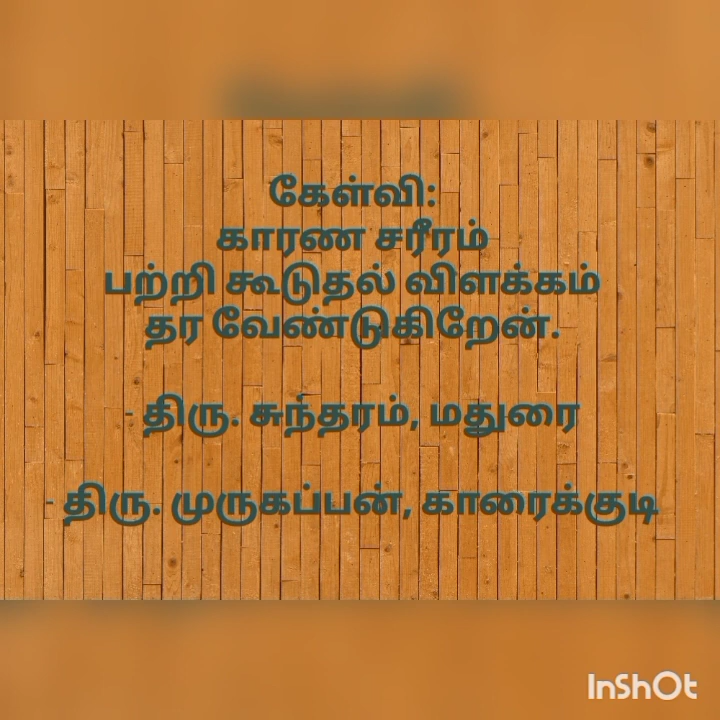 கேள்வி:
காரண சரீரம்
பற்றி கூடுதல் விளக்கம்
தர வேண்டுகிறேன்.
- திரு. சுந்தரம், மதுரை
- திரு. முருகப்பன், காரைக்குடி
InShOt